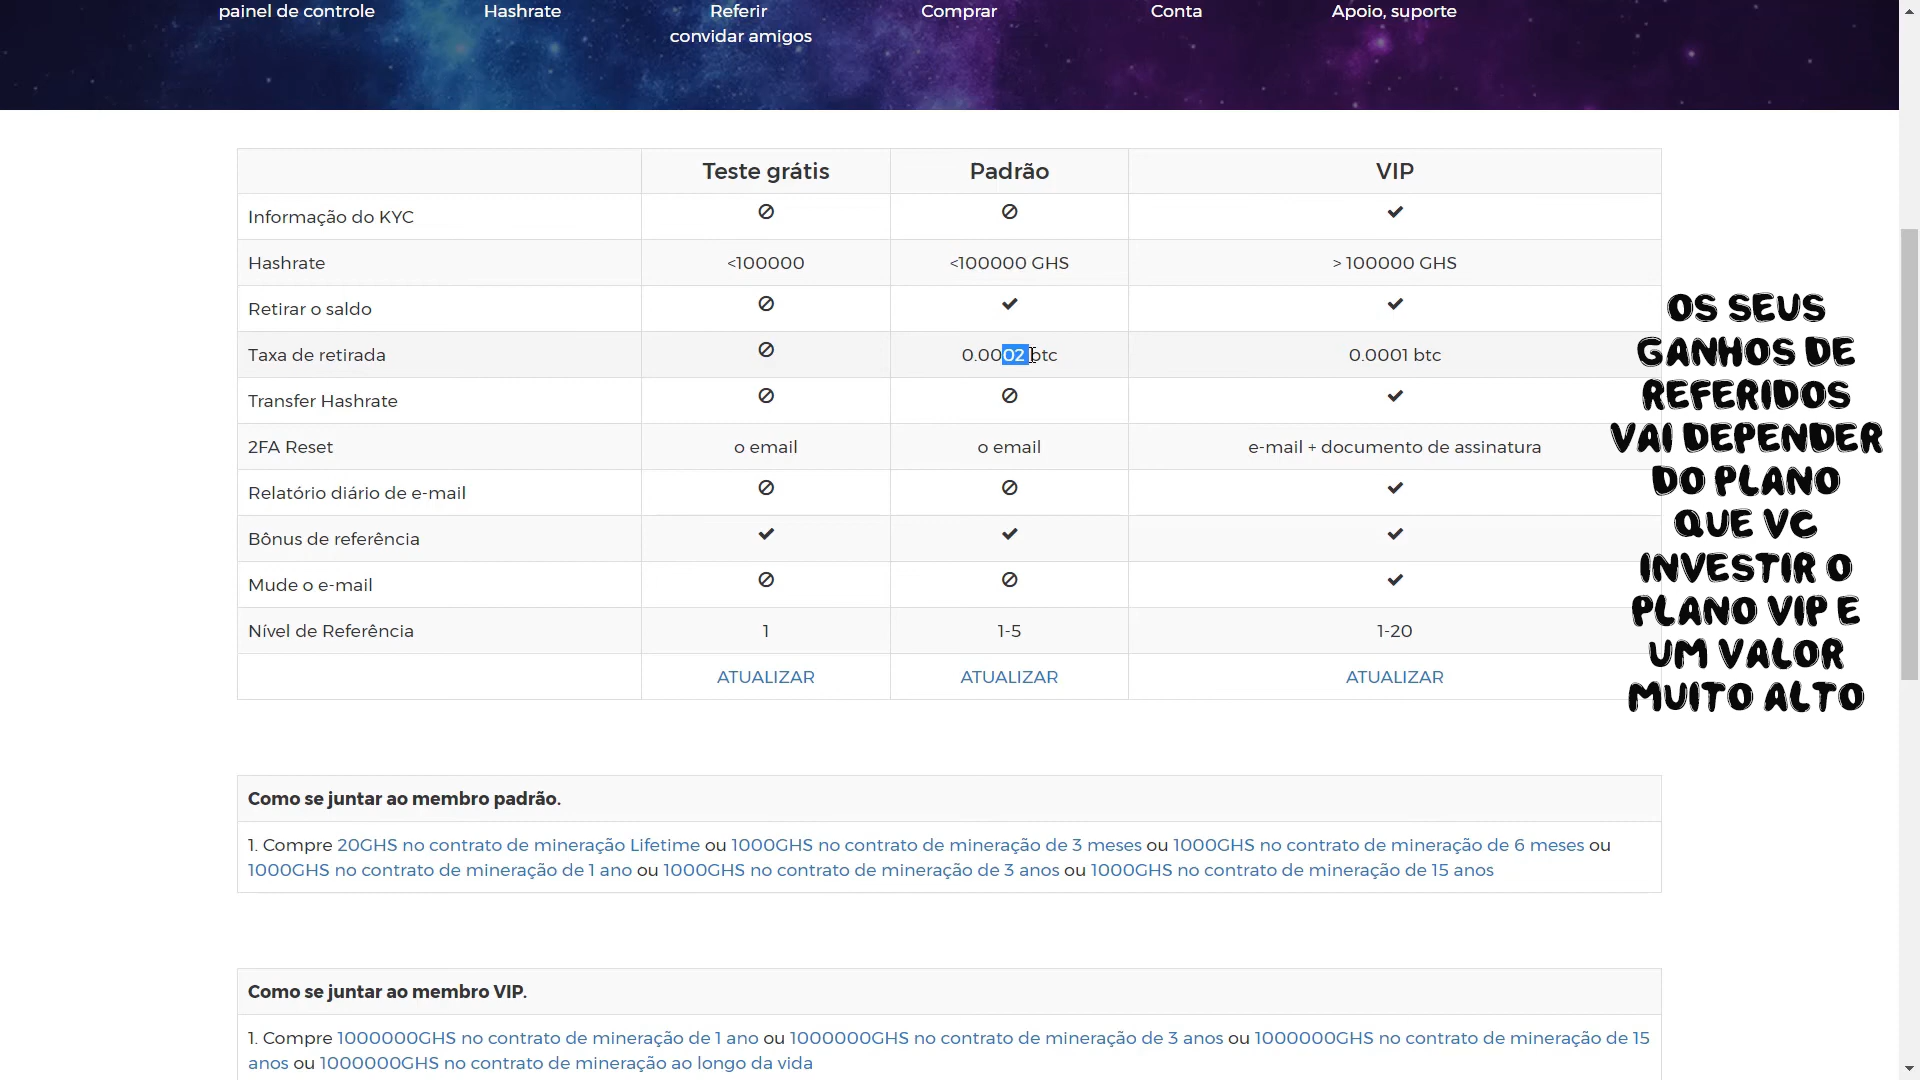 painel de controle Hashrate Referir Comprar Conta Apoio, suporte
convidar amigos
Teste grátis Padrão VIP
Informação do KYC
Hashrate <100000 <100000 GHS > 100000 GHS
Retirar o saldo
Taxa de retirada 0.0002 btc 0.0001 btc
Transfer Hashrate
2FA Reset o email o email e-mail + documento de assinatura
Relatório diário de e-mail
Bônus de referência
Mude o e-mail
Nível de Referência 1 1-5 1-20
ATUALIZAR ATUALIZAR ATUALIZAR
OS SEUS
GANHOS DE
REFERIDOS
VAI DEPENDER
DO PLANO
QUE VC
INVESTIR O
PLANO VIP E
UM VALOR
MUITO ALTO
Como se juntar ao membro padrão.
1. Compre 20GHS no contrato de mineração Lifetime ou 1000GHS no contrato de mineração de 3 meses ou 1000GHS no contrato de mineração de 6 meses ou
1000GHS no contrato de mineração de 1 ano ou 1000GHS no contrato de mineração de 3 anos ou 1000GHS no contrato de mineração de 15 anos
Como se juntar ao membro VIP.
1. Compre 1000000GHS no contrato de mineração de 1 ano ou 1000000GHS no contrato de mineração de 3 anos ou 1000000GHS no contrato de mineração de 15
anos ou 1000000GHS no contrato de mineração ao longo da vida